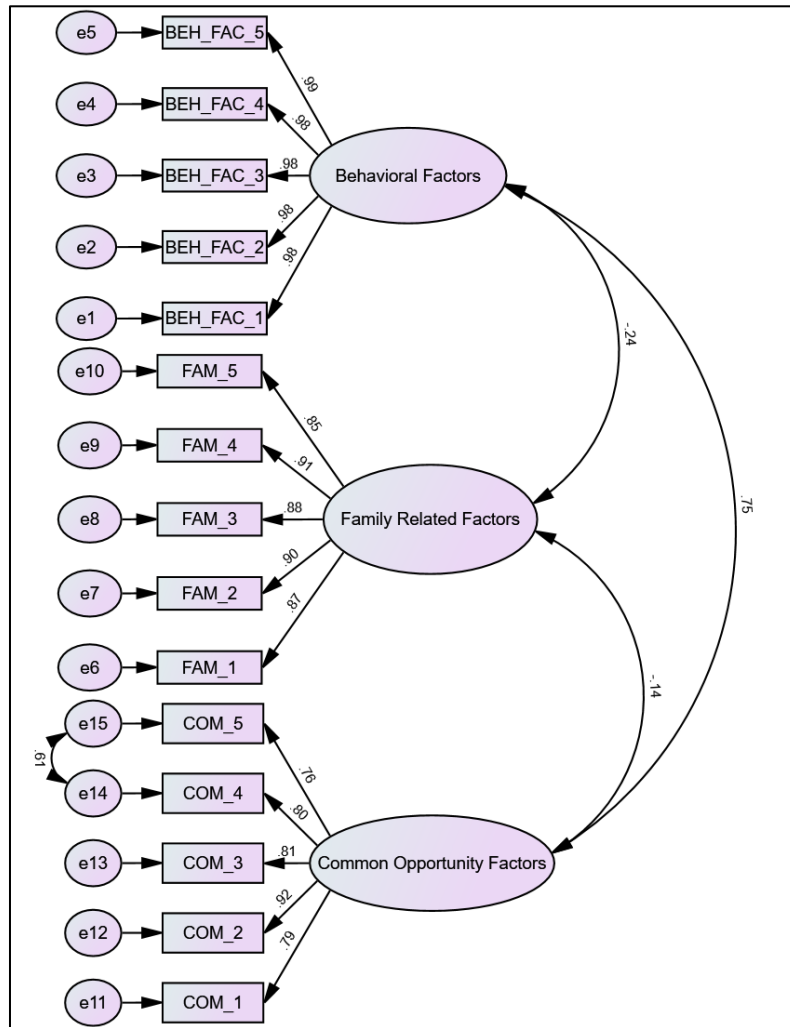 e5
BEH_FAC_5
.99
e4
BEH_FAC_4
.98
e3
BEH_FAC_3
.98
Behavioral Factors
e2
BEH_FAC_2
.98
e1
BEH_FAC_1
.98
-.24
e10
FAM_5
.85
e9
FAM_4
.91
e8
FAM_3
.88
Family Related Factors
.75
e7
FAM_2
.90
e6
FAM_1
.87
-.14
e15
COM_5
.76
.61
e14
COM_4
.80
e13
COM_3
.81
Common Opportunity Factors
e12
COM_2
.92
e11
COM_1
.79